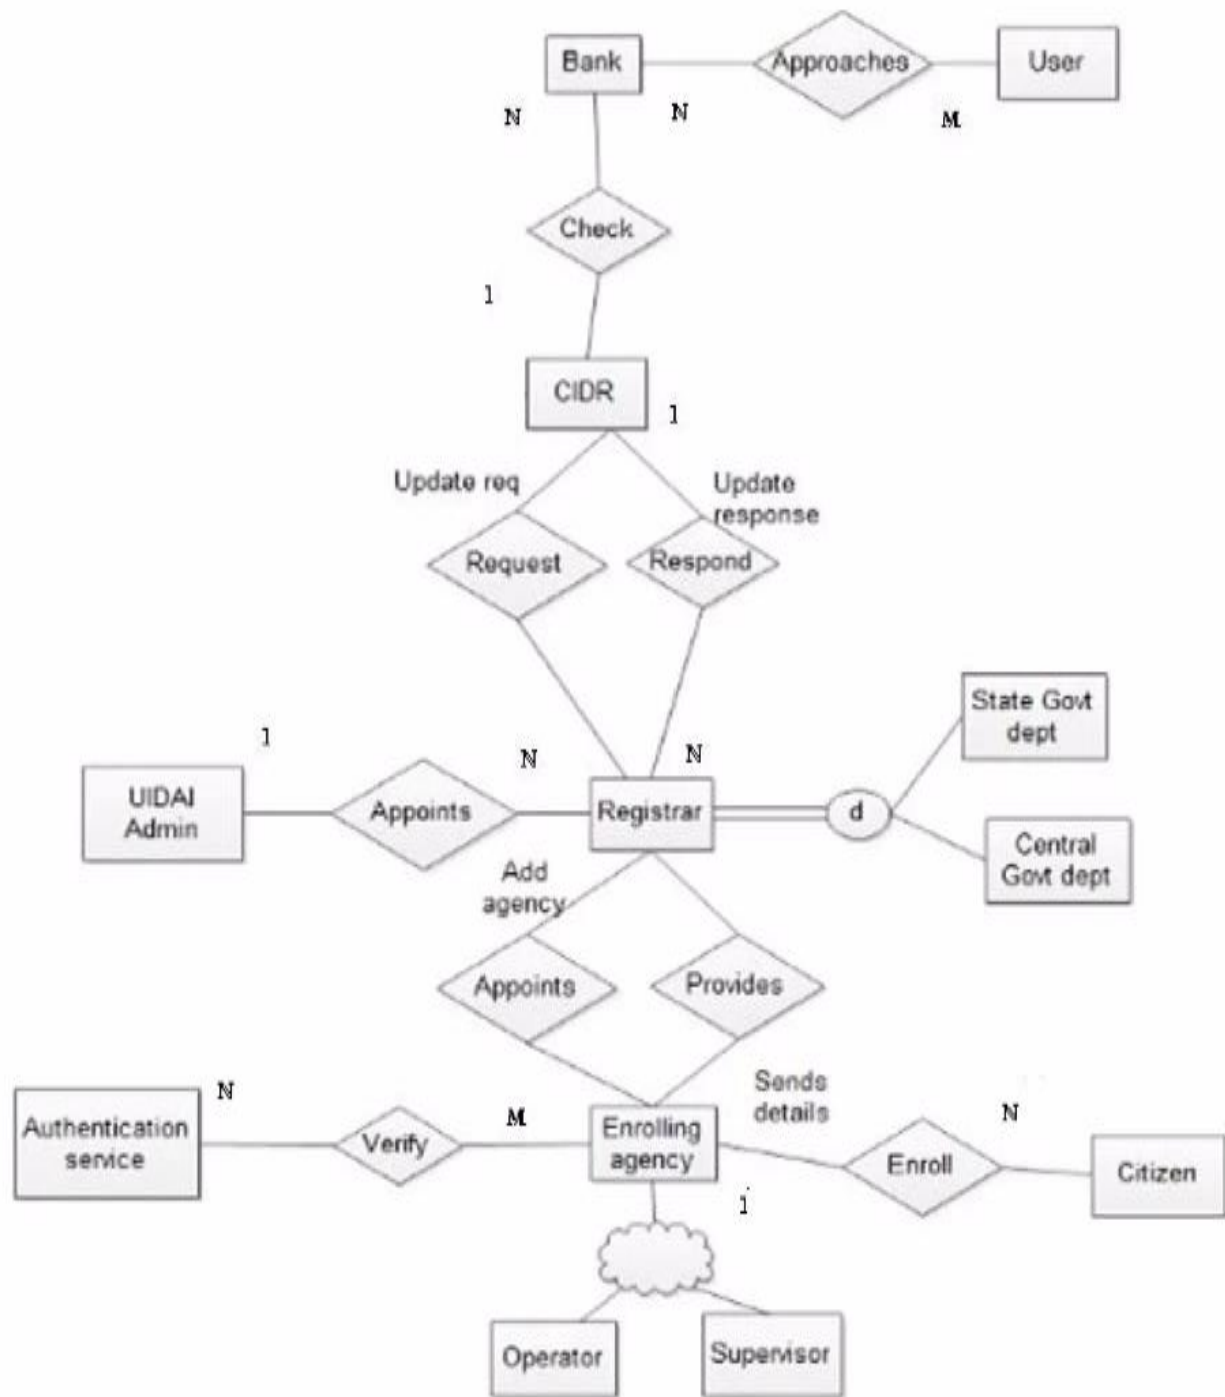 Bank
Approaches
User
N
N
M
Check
1
CIDR
1
Update req
Update
response
Request
Respond
State Govt
dept
1
N
N
UIDAI
Admin
Appoints
Registrar
d
Central
Govt dept
Add
agency
Appoints
Provides
Sends
details
N
M
N
Authentication
service
Verify
Enrolling
agency
Enroll
Citizen
1
Operator
Supervisor